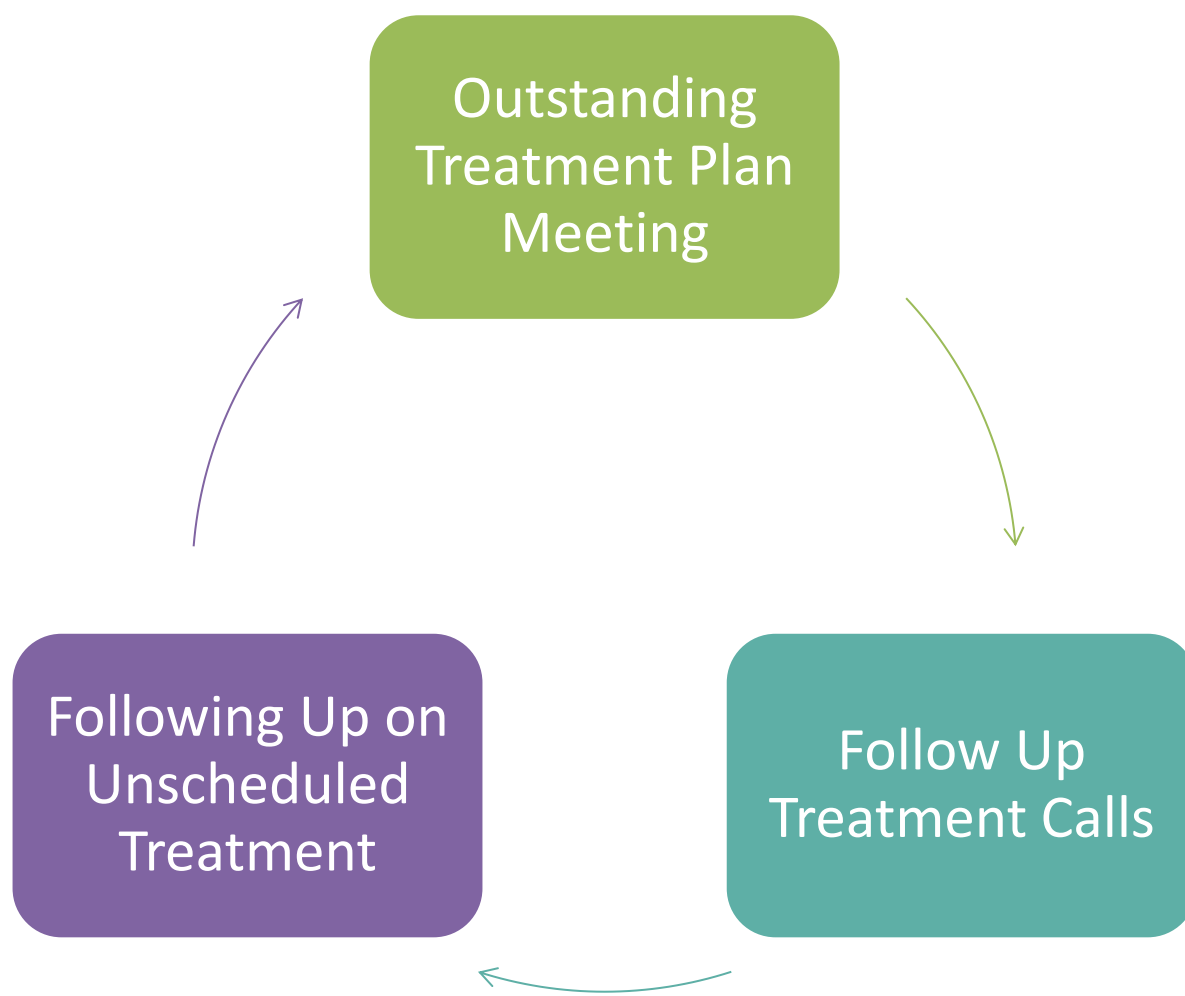 Outstanding
Treatment Plan
Meeting
Following Up on
Unscheduled
Treatment
Follow Up
Treatment Calls